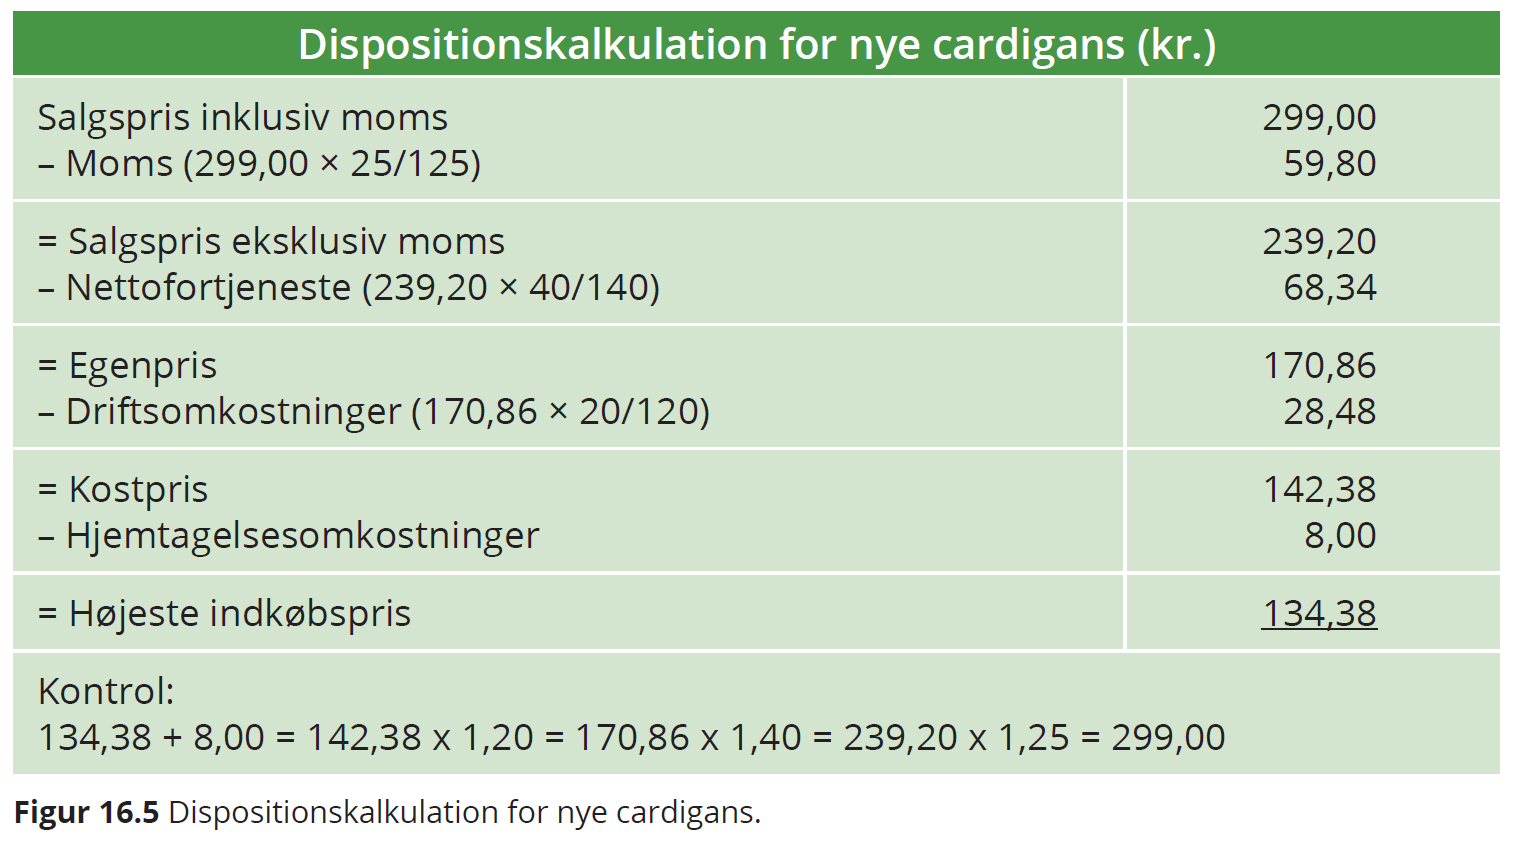 Dispositionskalkulation for nye cardigans (kr.)
Salgspris inklusiv moms 299,00
– Moms (299,00 × 25/125) 59,80
= Salgspris eksklusiv moms 239,20
– Nettofortjeneste (239,20 × 40/140) 68,34
= Egenpris 170,86
– Driftsomkostninger (170,86 × 20/120) 28,48
= Kostpris 142,38
– Hjemtagelsesomkostninger 8,00
= Højeste indkøbspris 134,38
Kontrol:
134,38 + 8,00 = 142,38 x 1,20 = 170,86 x 1,40 = 239,20 x 1,25 = 299,00
Figur 16.5 Dispositionskalkulation for nye cardigans.